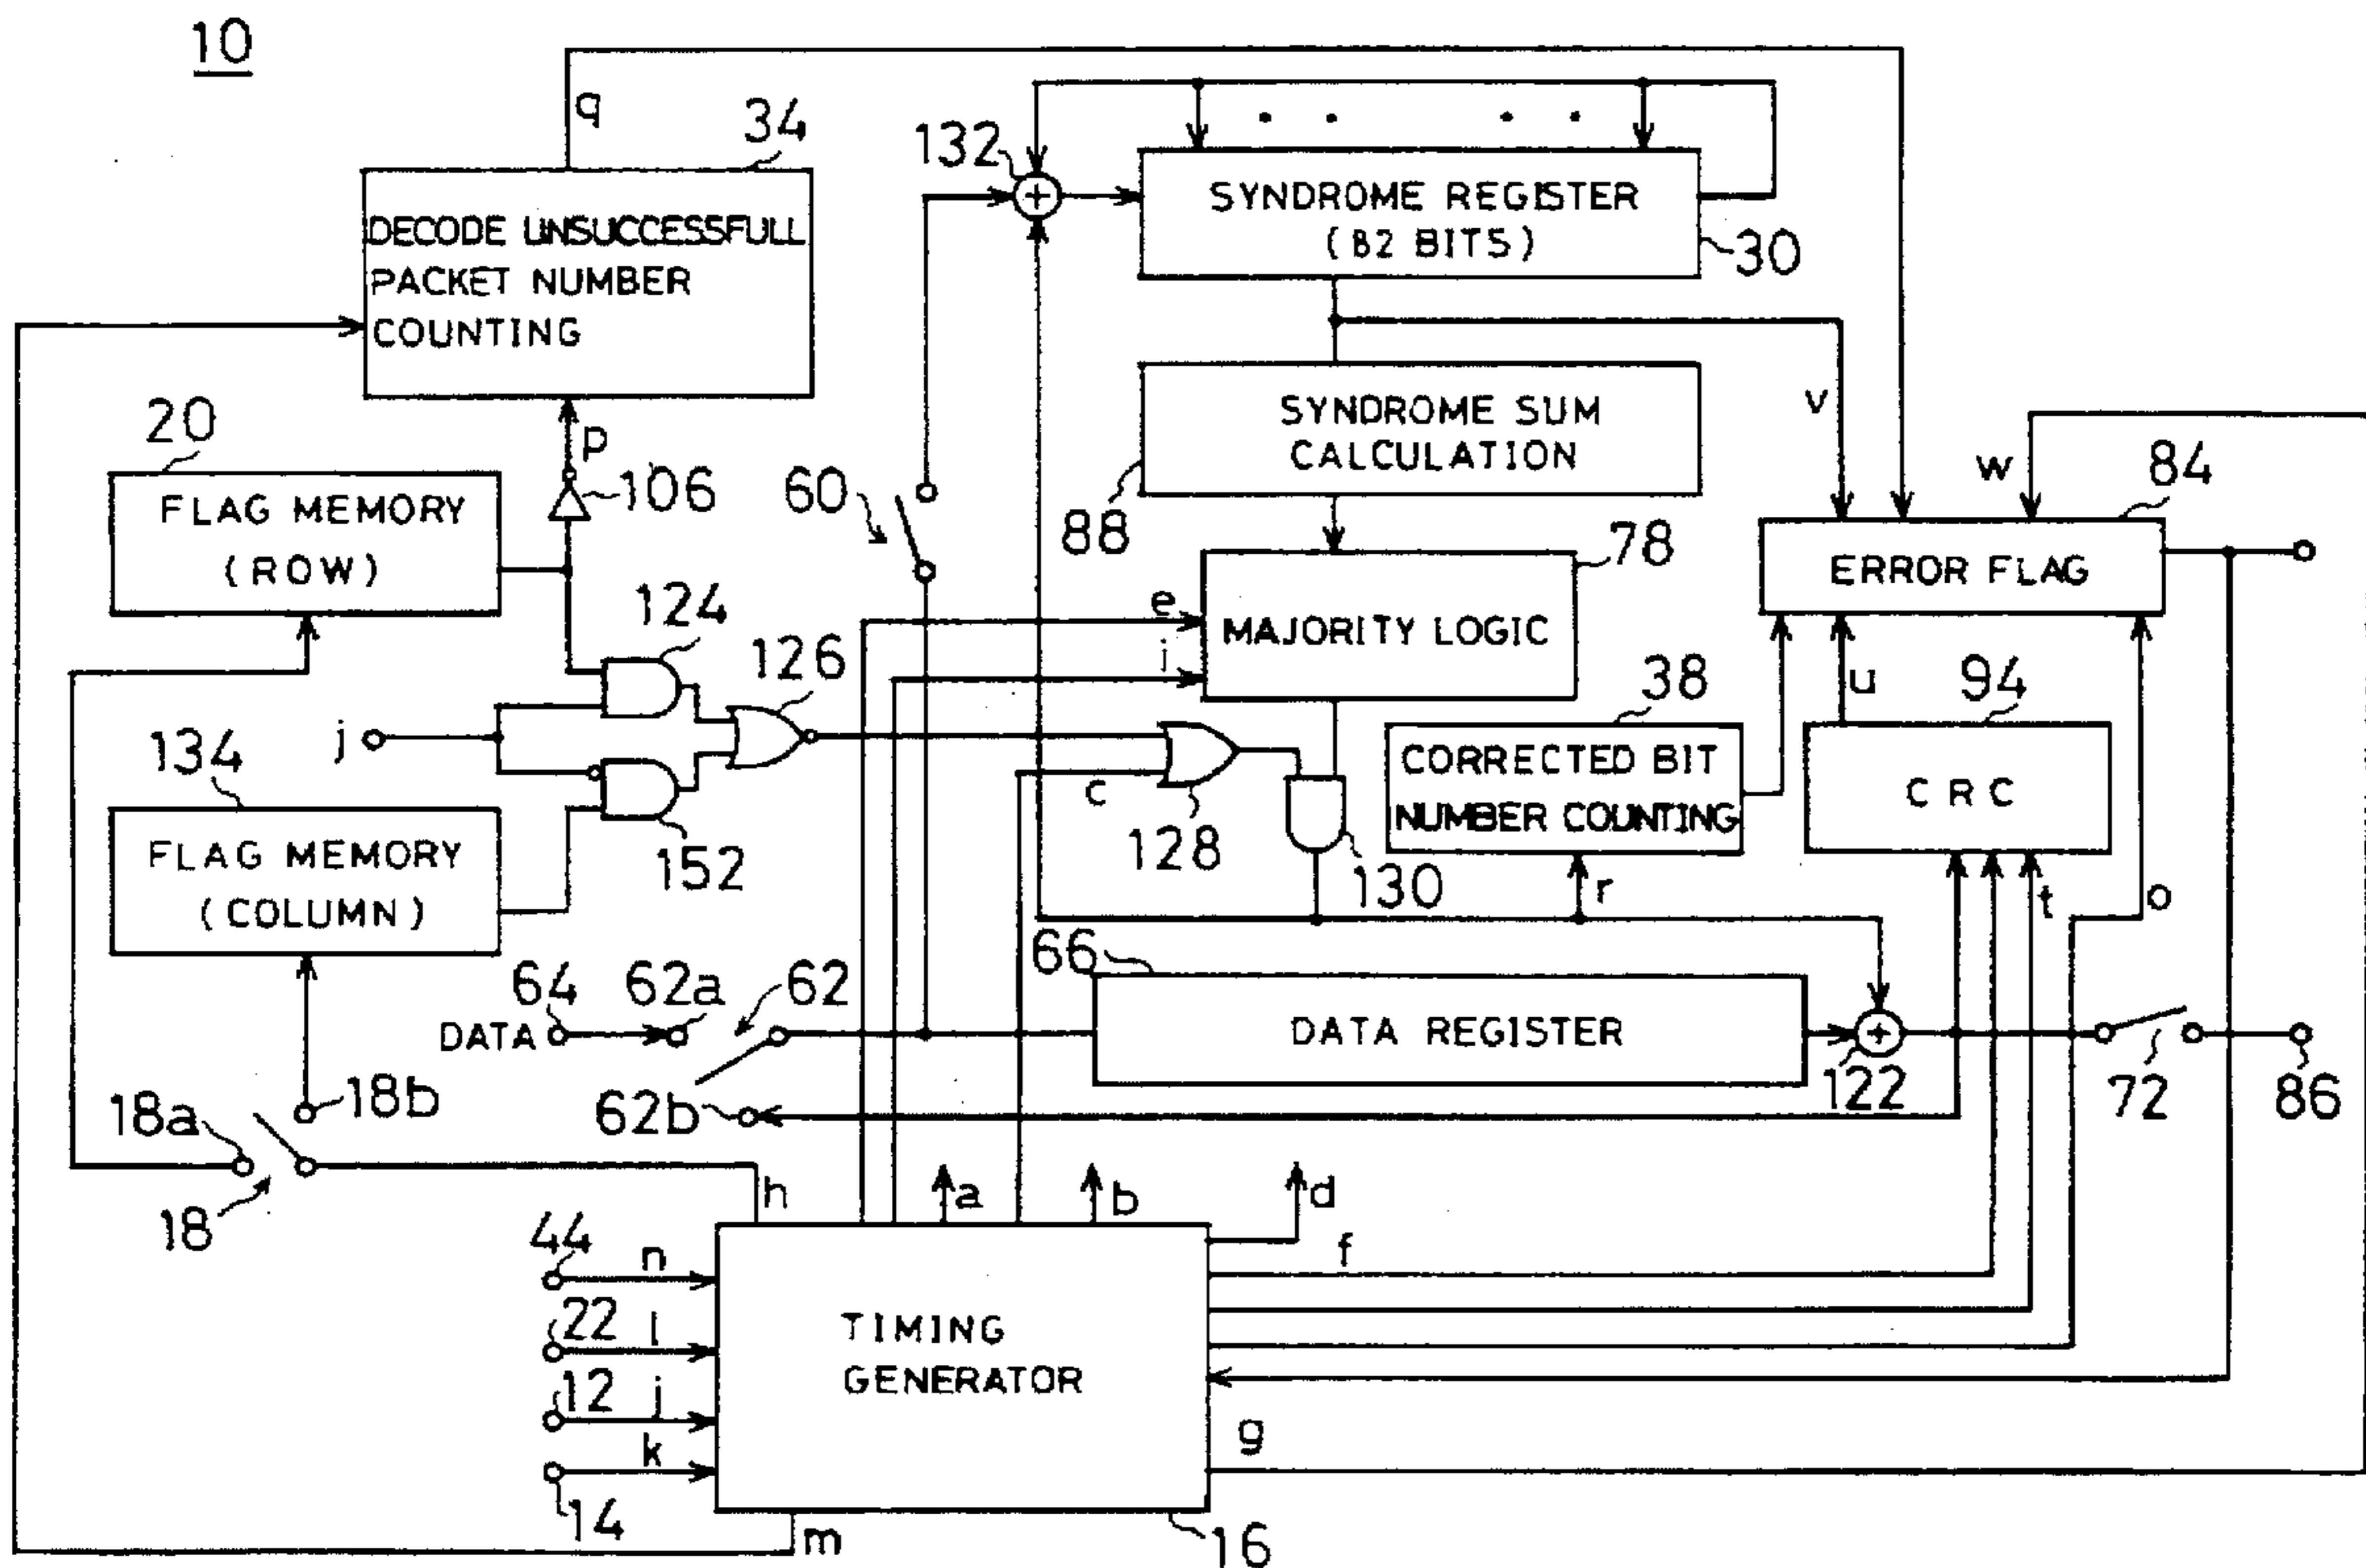 10
q
34
132
SYNDROME REGISTER
(82 BITS)
30
DECODE UNSUCCESSFULL
PACKET NUMBER
COUNTING
20
p
106
FLAG MEMORY
(ROW)
60
SYNDROME SUM
CALCULATION
88
v
w
84
ERROR FLAG
124
126
e
i
MAJORITY LOGIC
78
38
u
94
j
134
152
c
128
130
CORRECTED BIT
NUMBER COUNTING
CRC
FLAG MEMORY
(COLUMN)
r
t
o
66
64
62a
62
DATA
DATA REGISTER
122
72
86
62b
18a
18b
18
h
a
b
d
44
n
f
22
l
TIMING
GENERATOR
12
j
k
g
14
m
16